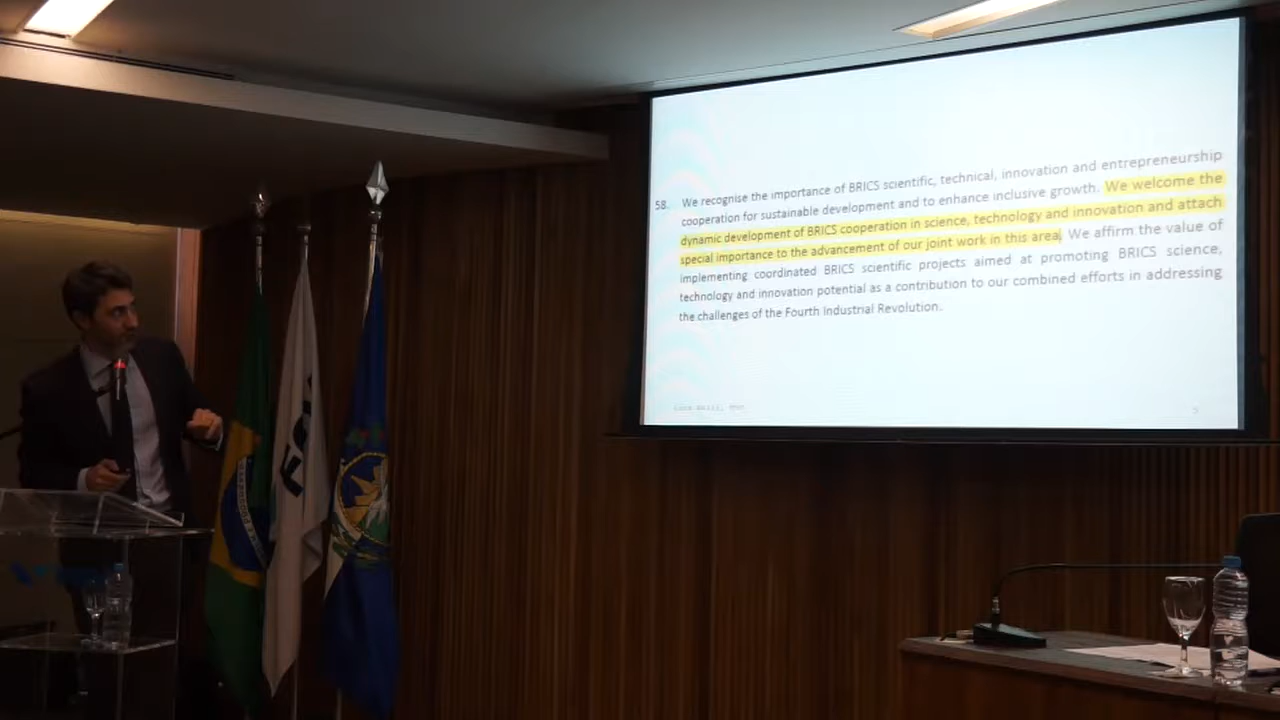 58. We recognise the importance of BRICS scientific, technical, innovation and entrepreneurship
cooperation for sustainable development and to enhance inclusive growth. We welcome the
dynamic development of BRICS cooperation in science, technology and innovation and attach
special importance to the advancement of our joint work in this area. We affirm the value of
implementing coordinated BRICS scientific projects aimed at promoting BRICS science,
technology and innovation potential as a contribution to our combined efforts in addressing
the challenges of the Fourth Industrial Revolution.